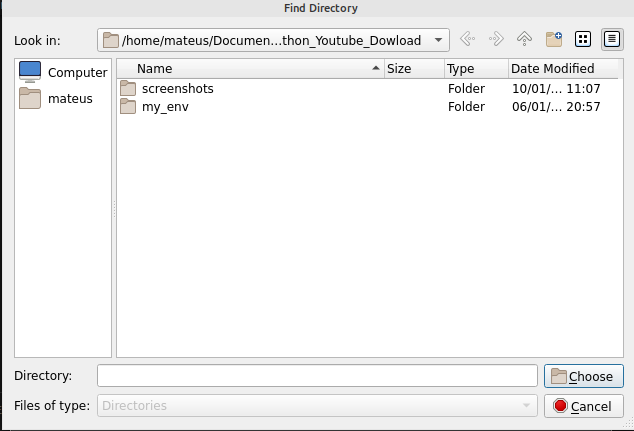 Find Directory
Look in: /home/mateus/Documen...thon_Youtube_Dowload
Computer
mateus
Name Size Type Date Modified
screenshots Folder 10/01/... 11:07
my_env Folder 06/01/... 20:57
Directory: Choose
Files of type: Directories Cancel